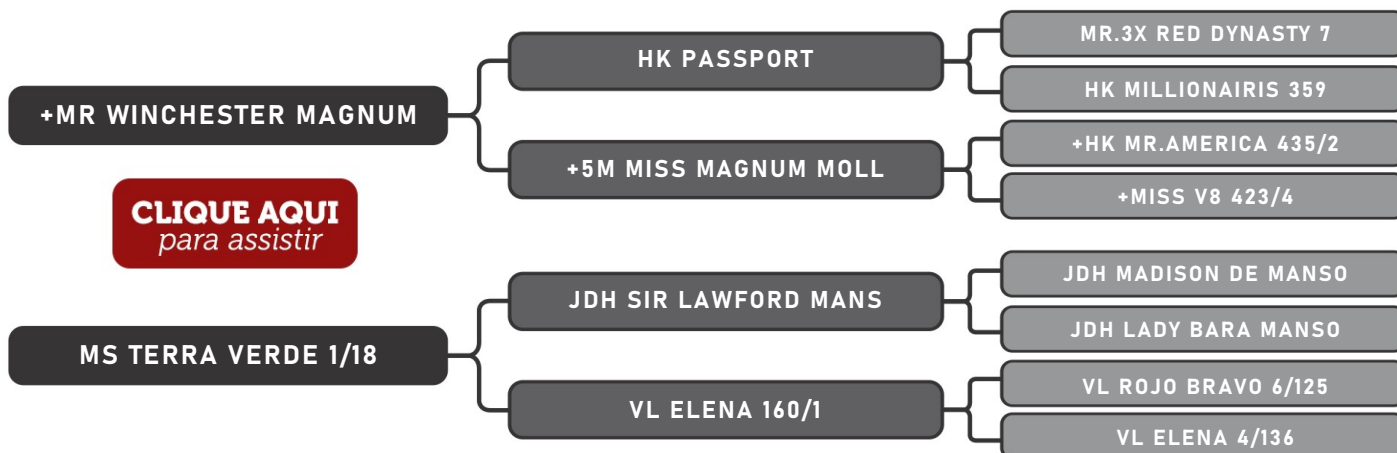 +MR WINCHESTER MAGNUM
HK PASSPORT
MR.3X RED DYNASTY 7
HK MILLIONAIRIS 359
+5M MISS MAGNUM MOLL
+HK MR.AMERICA 435/2
+MISS V8 423/4
CLIQUE AQUI
para assistir
MS TERRA VERDE 1/18
JDH SIR LAWFORD MANS
JDH MADISON DE MANSO
JDH LADY BARA MANSO
VL ELENA 160/1
VL ROJO BRAVO 6/125
VL ELENA 4/136